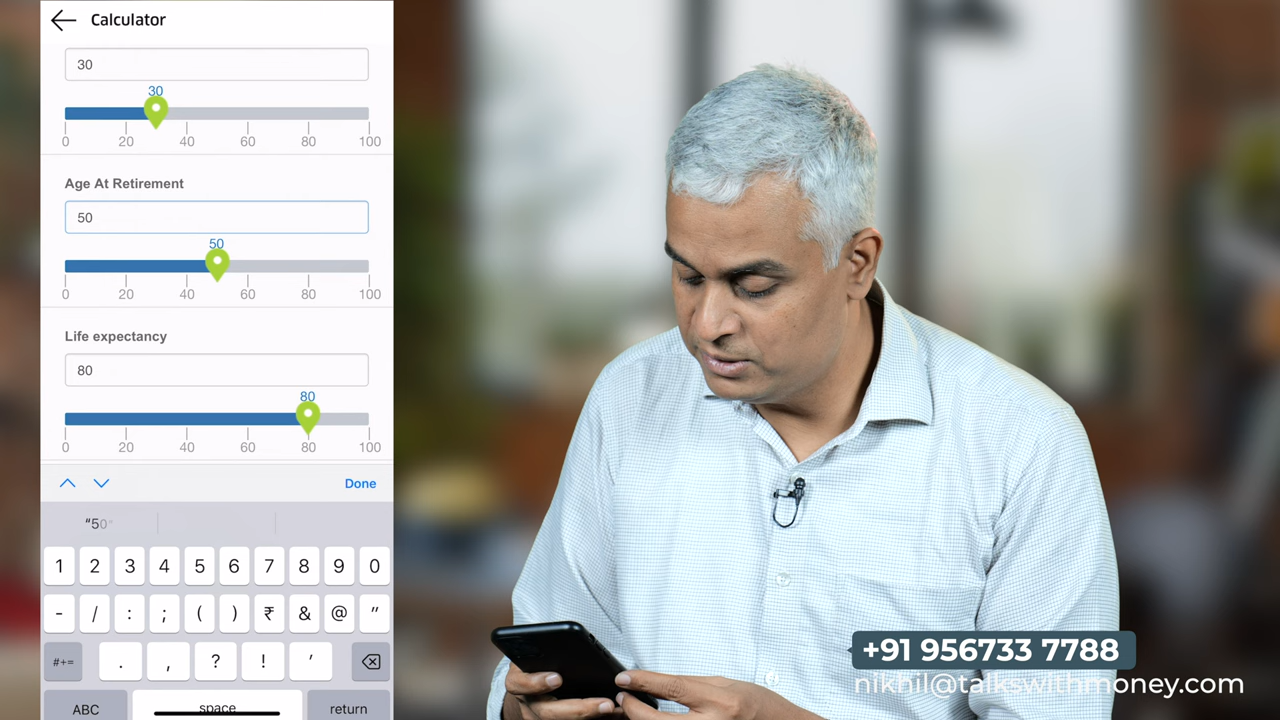 Calculator
30
30
0 20 40 60 80 100
Age At Retirement
50
50
0 20 40 60 80 100
Life expectancy
80
80
0 20 40 60 80 100
Done
"50"
1 2 3 4 5 6 7 8 9 0
- / : ; ( ) ₹ & @ "
#+= . , ? ! '
ABC space return
+91 956733 7788
nikhil@talkswithmoney.com